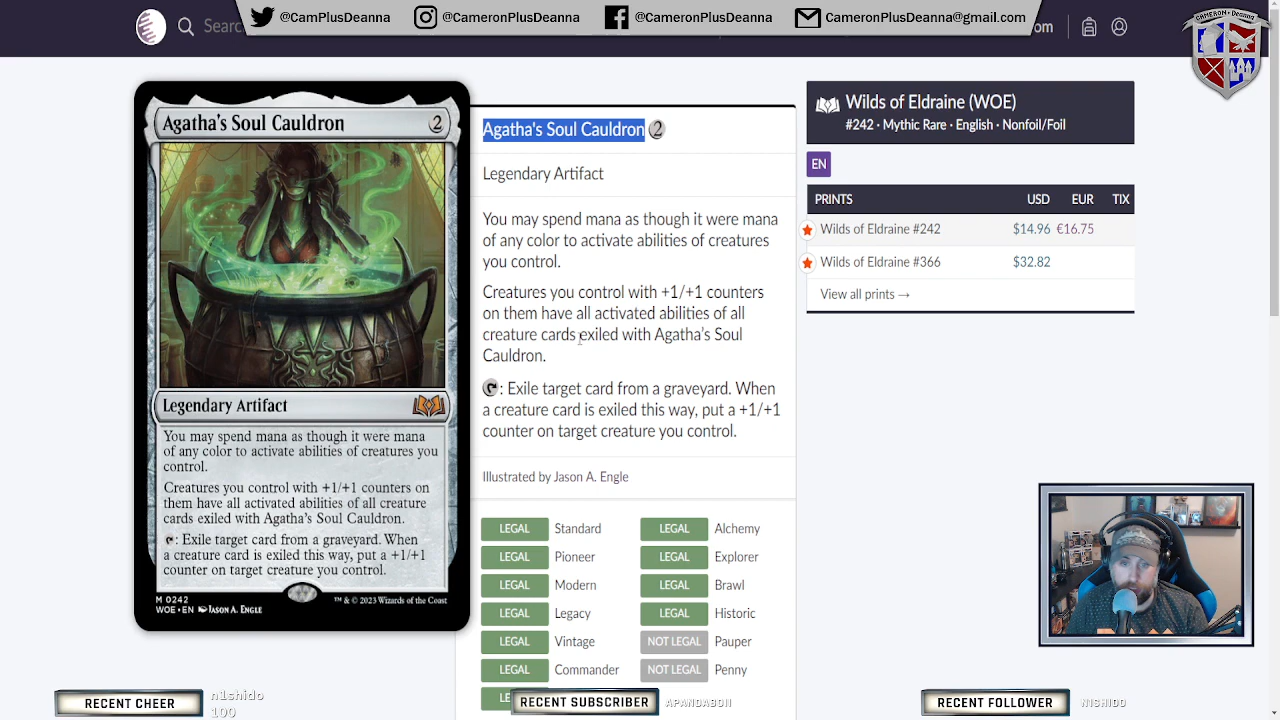 @CamPlusDeanna
@CameronPlusDeanna
@CameronPlusDeanna
CameronPlusDeanna@gmail.com
Searc
om
CAMERON+Deanna
Agatha's Soul Cauldron 2
Legendary Artifact
You may spend mana as though it were mana
of any color to activate abilities of creatures you
control.
Creatures you control with +1/+1 counters on
them have all activated abilities of all creature
cards exiled with Agatha's Soul Cauldron.
: Exile target card from a graveyard. When
a creature card is exiled this way, put a +1/+1
counter on target creature you control.
M 0242
WOE • EN JASON A. ENGLE
™ & © 2023 Wizards of the Coast
Agatha's Soul Cauldron 2
Legendary Artifact
You may spend mana as though it were mana
of any color to activate abilities of creatures
you control.
Creatures you control with +1/+1 counters
on them have all activated abilities of all
creature cards exiled with Agatha's Soul
Cauldron.
: Exile target card from a graveyard. When
a creature card is exiled this way, put a +1/+1
counter on target creature you control.
Illustrated by Jason A. Engle
LEGAL Standard LEGAL Alchemy
LEGAL Pioneer LEGAL Explorer
LEGAL Modern LEGAL Brawl
LEGAL Legacy LEGAL Historic
LEGAL Vintage NOT LEGAL Pauper
LEGAL Commander NOT LEGAL Penny
LE
Wilds of Eldraine (WOE)
#242 · Mythic Rare · English · Nonfoil/Foil
EN
PRINTS USD EUR TIX
Wilds of Eldraine #242 $14.96 €16.75
Wilds of Eldraine #366 $32.82
View all prints →
RECENT CHEER
n1shido
100
RECENT SUBSCRIBER
APANDABOH
RECENT FOLLOWER
N1SHIDO